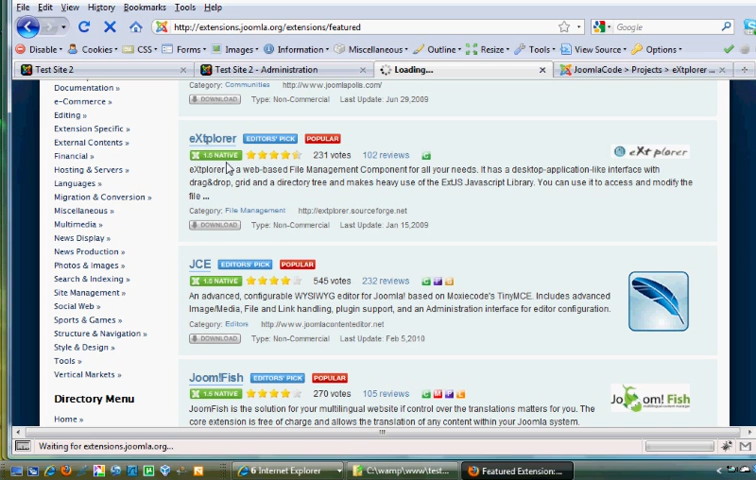 File Edit View History Bookmarks Tools Help
http://extensions.joomla.org/extensions/featured
Google
Disable Cookies CSS Forms Images Information Miscellaneous Outline Resize Tools View Source Options
Test Site 2
Test Site 2 - Administration
Loading...
JoomlaCode > Projects > eXtplorer ...
Documentation »
e-Commerce »
Editing »
Extension Specific »
External Contents »
Financial »
Hosting & Servers »
Languages »
Migration & Conversion »
Miscellaneous »
Multimedia »
News Display »
News Production »
Photos & Images »
Search & Indexing »
Site Management »
Social Web »
Sports & Games »
Structure & Navigation »
Style & Design »
Tools »
Vertical Markets »
Directory Menu
Home »
Category: Communities http://www.joomlapolis.com/
DOWNLOAD Type: Non-Commercial Last Update: Jun 29,2009
eXtplorer EDITORS' PICK POPULAR
1.5 NATIVE 231 votes 102 reviews
eXtplorer
eXtplorer is a web-based File Management Component for all your needs. It has a desktop-application-like interface with
drag&drop, grid and a directory tree and makes heavy use of the ExtJS Javascript Library. You can use it to access and modify the
file ...
Category: File Management http://extplorer.sourceforge.net
DOWNLOAD Type: Non-Commercial Last Update: Jan 15,2009
JCE EDITORS' PICK POPULAR
1.5 NATIVE 545 votes 232 reviews
An advanced, configurable WYSIWYG editor for Joomla! based on Moxiecode's TinyMCE. Includes advanced
Image/Media, File and Link handling, plugin support, and an Administration interface for editor configuration.
Category: Editors http://www.joomlacontenteditor.net
DOWNLOAD Type: Non-Commercial Last Update: Feb 5,2010
Joom!Fish EDITORS' PICK POPULAR
1.5 NATIVE 270 votes 105 reviews
Joom! Fish
JoomFish is the solution for your multilingual website if control over the translations matters for you. The
core extension is free of charge and allows the translation of any content within your Joomla system.
Waiting for extensions.joomla.org...
6 Internet Explorer
C:\wamp\www\test...
Featured Extension:...